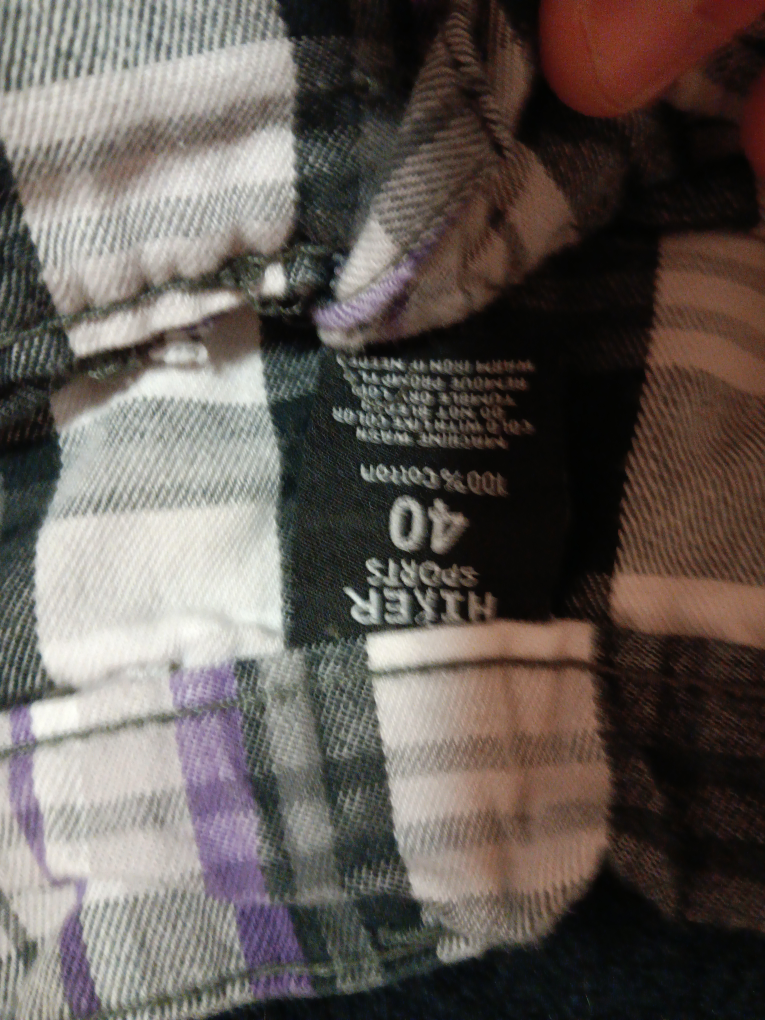 HIKER
SPORTS
40
100% Cotton
MACHINE WASH
COLD WITH LIKE COLOR
DO NOT BLEACH
TUMBLE DRY LOW
REMOVE PROMPTLY
WARM IRON IF NEEDED